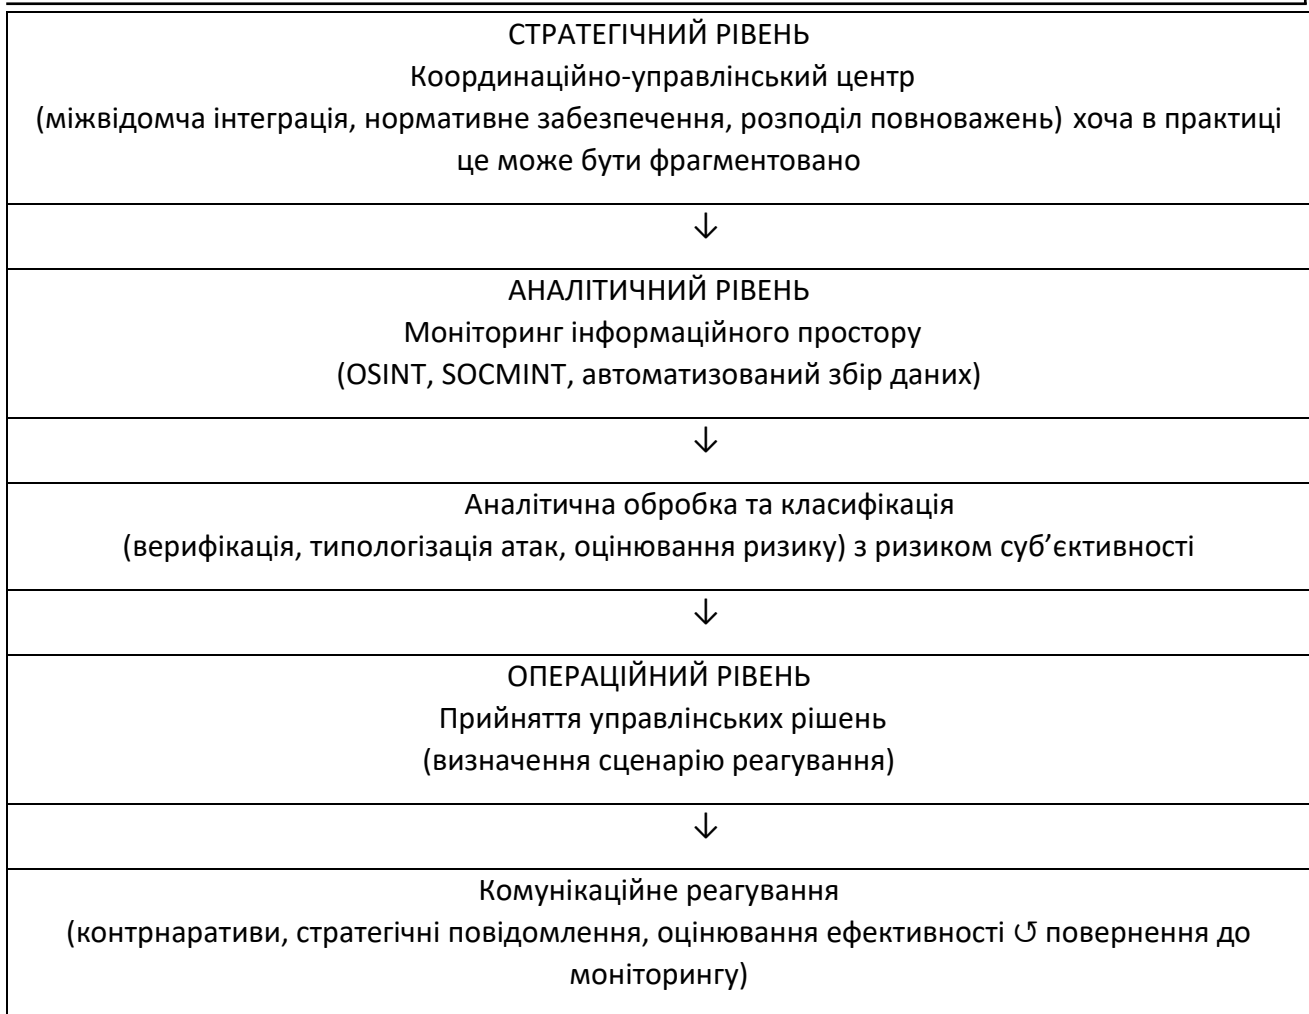 СТРАТЕГІЧНИЙ РІВЕНЬ
Координаційно-управлінський центр
(міжвідомча інтеграція, нормативне забезпечення, розподіл повноважень) хоча в практиці
це може бути фрагментовано
↓
АНАЛІТИЧНИЙ РІВЕНЬ
Моніторинг інформаційного простору
(OSINT, SOCMINT, автоматизований збір даних)
↓
Аналітична обробка та класифікація
(верифікація, типологізація атак, оцінювання ризику) з ризиком суб’єктивності
↓
ОПЕРАЦІЙНИЙ РІВЕНЬ
Прийняття управлінських рішень
(визначення сценарію реагування)
↓
Комунікаційне реагування
(контрнаративи, стратегічні повідомлення, оцінювання ефективності ↺ повернення до
моніторингу)